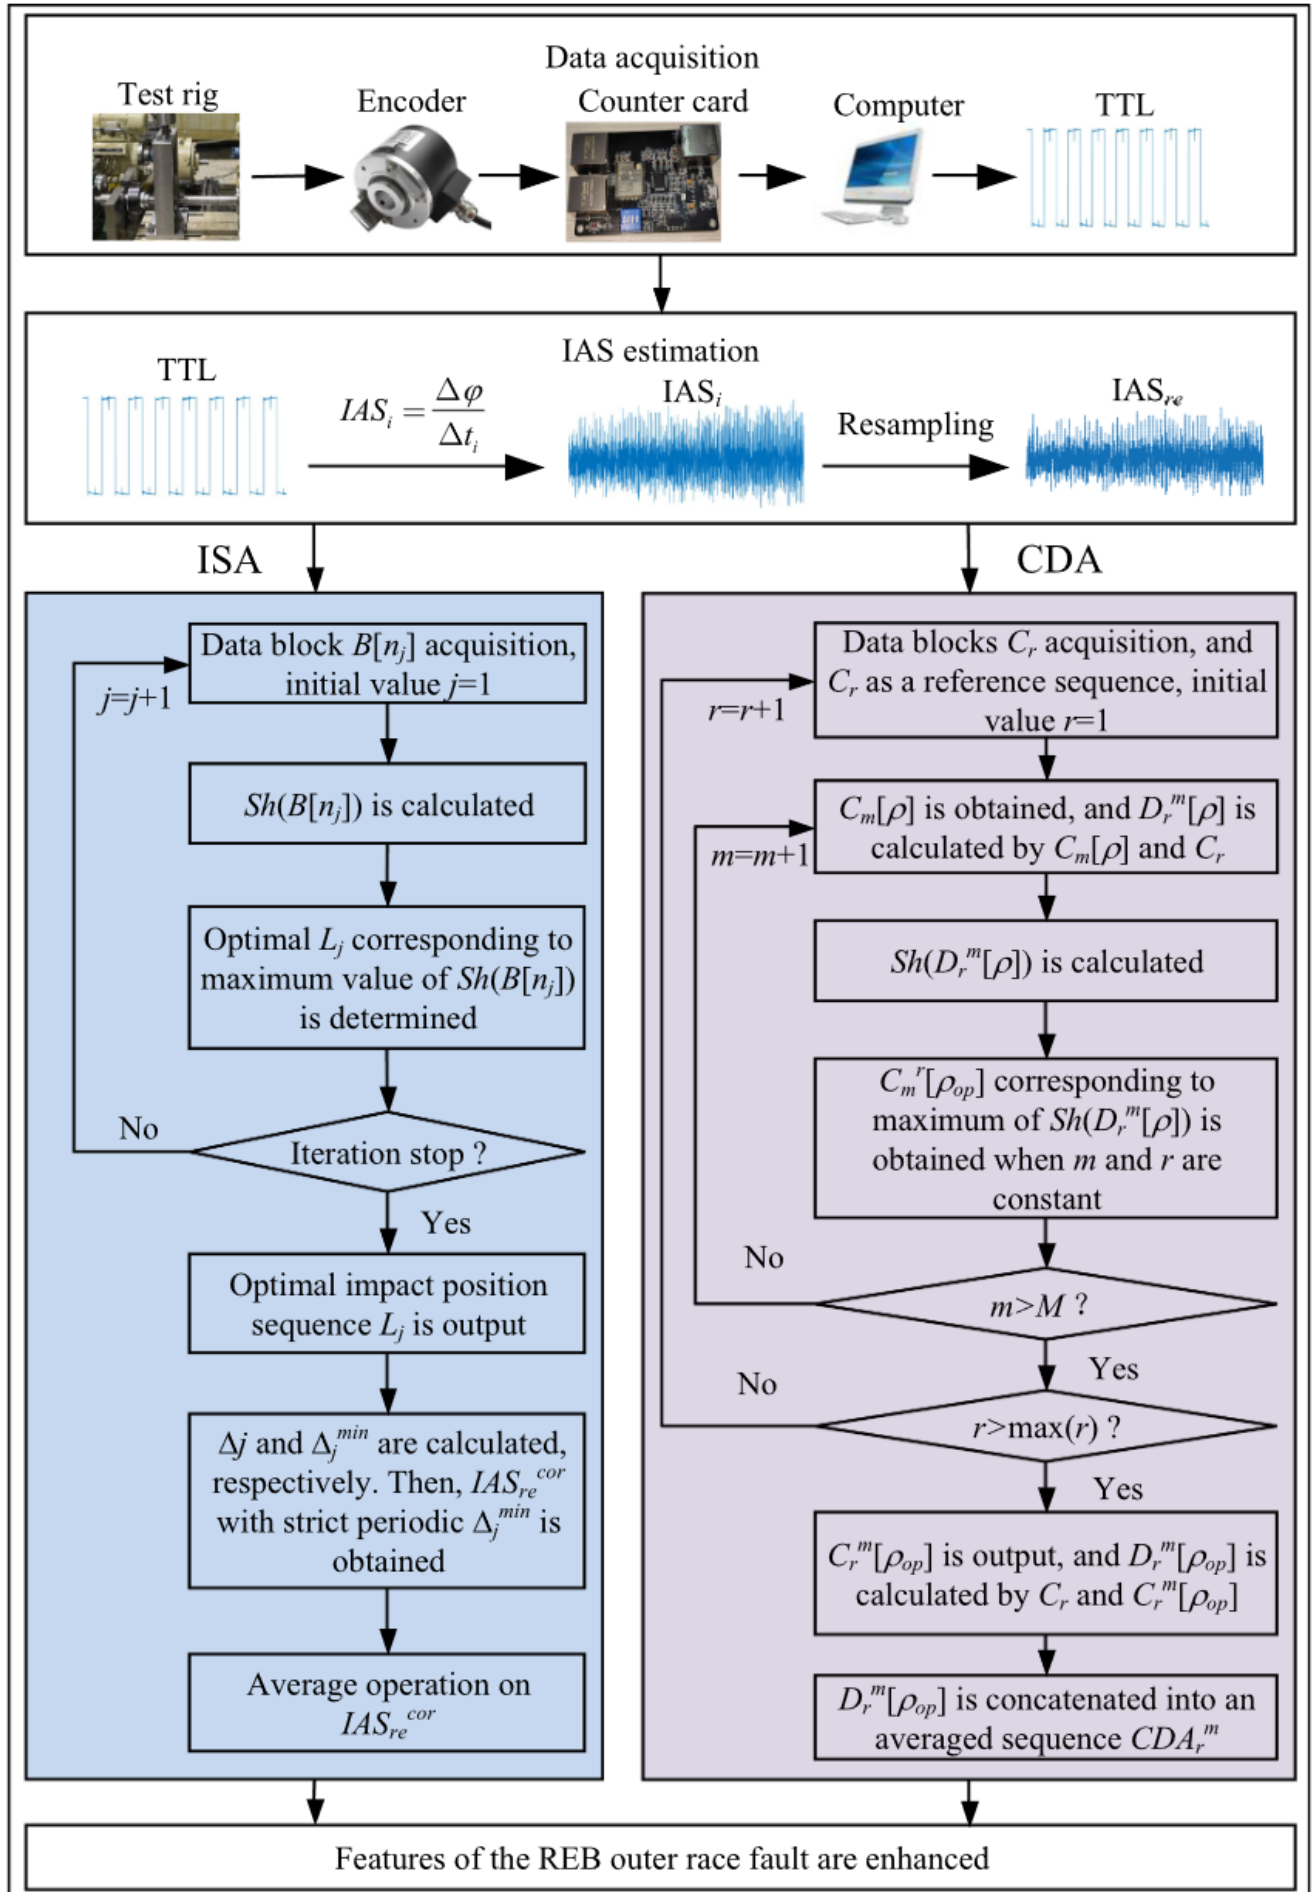 Data acquisition
Test rig
Encoder
Counter card
Computer
TTL
IAS estimation
TTL
IAS_i = Δφ / Δt_i
IAS_i
Resampling
IAS_re
ISA
CDA
Data block B[n_j] acquisition,
initial value j=1
j=j+1
Sh(B[n_j]) is calculated
Optimal L_j corresponding to
maximum value of Sh(B[n_j])
is determined
No
Iteration stop ?
Yes
Optimal impact position
sequence L_j is output
Δj and Δ_j^min are calculated,
respectively. Then, IAS_re^cor
with strict periodic Δ_j^min is
obtained
Average operation on
IAS_re^cor
Data blocks C_r acquisition, and
C_r as a reference sequence, initial
value r=1
r=r+1
C_m[ρ] is obtained, and D_r^m[ρ] is
calculated by C_m[ρ] and C_r
m=m+1
Sh(D_r^m[ρ]) is calculated
C_m^r[ρ_op] corresponding to
maximum of Sh(D_r^m[ρ]) is
obtained when m and r are
constant
No
m>M ?
Yes
No
r>max(r) ?
Yes
C_r^m[ρ_op] is output, and D_r^m[ρ_op] is
calculated by C_r and C_r^m[ρ_op]
D_r^m[ρ_op] is concatenated into an
averaged sequence CDA_r^m
Features of the REB outer race fault are enhanced